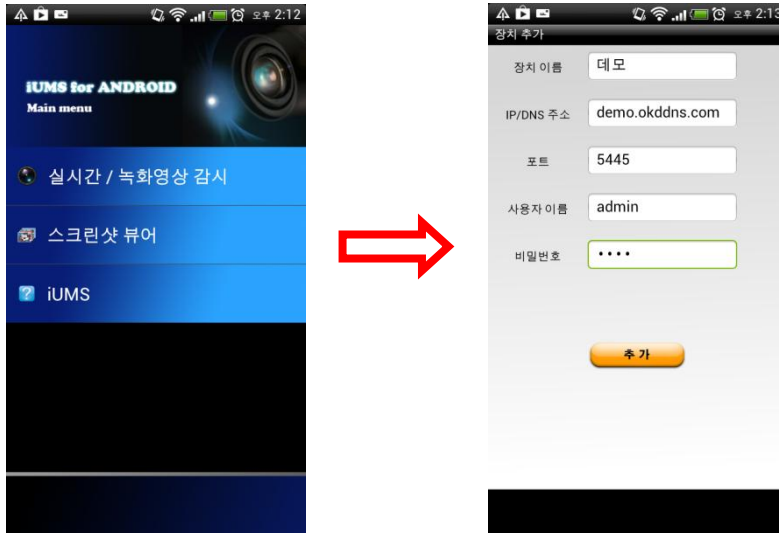 오후 2:12
iUMS for ANDROID
Main menu
실시간 / 녹화영상 감시
스크린샷 뷰어
iUMS
오후 2:13
장치 추가
장치 이름 데모
IP/DNS 주소 demo.okddns.com
포트 5445
사용자 이름 admin
비밀번호 ••••
추 가